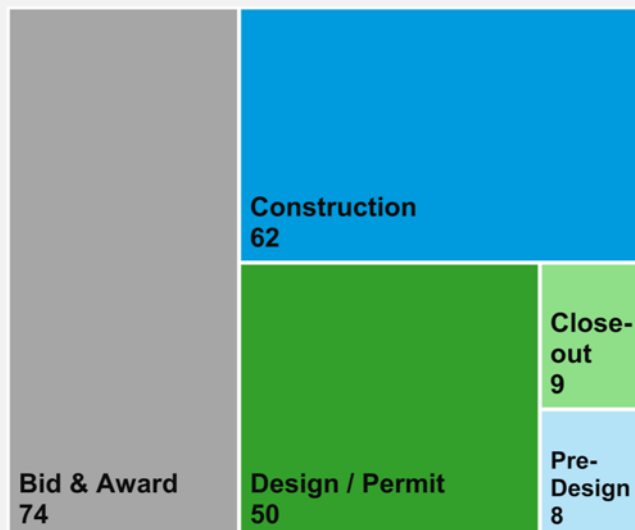 Construction
62
Close-
out
9
Bid & Award
74
Design / Permit
50
Pre-
Design
8